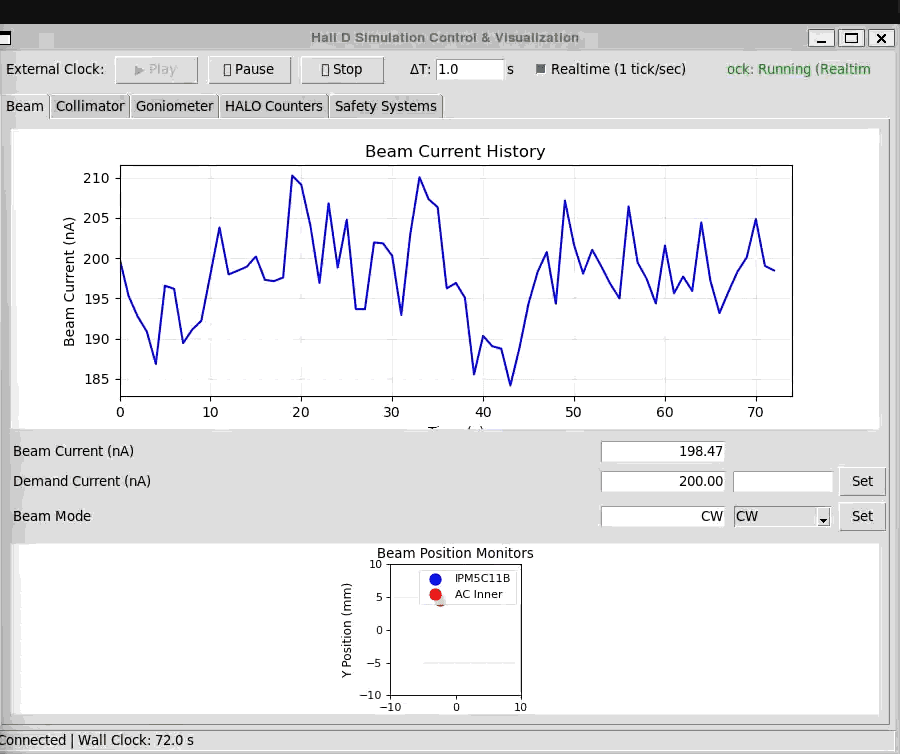 Hall D Simulation Control & Visualization
External Clock: Play Pause Stop ΔT: 1.0 s Realtime (1 tick/sec) ock: Running (Realtim
Beam Collimator Goniometer HALO Counters Safety Systems
Beam Current History
Beam Current (nA)
210
205
200
195
190
185
0 10 20 30 40 50 60 70
Beam Current (nA) 198.47
Demand Current (nA) 200.00 Set
Beam Mode CW CW Set
Beam Position Monitors
Y Position (mm)
10
5
0
−5
−10
IPM5C11B
AC Inner
−10 0 10
Connected | Wall Clock: 72.0 s